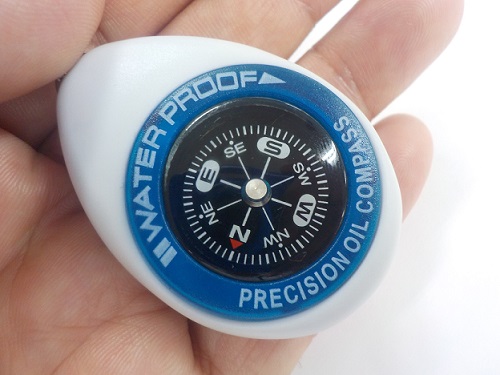 WATER PROOF
PRECISION OIL COMPASS
N
NE
E
SE
S
SW
W
NW